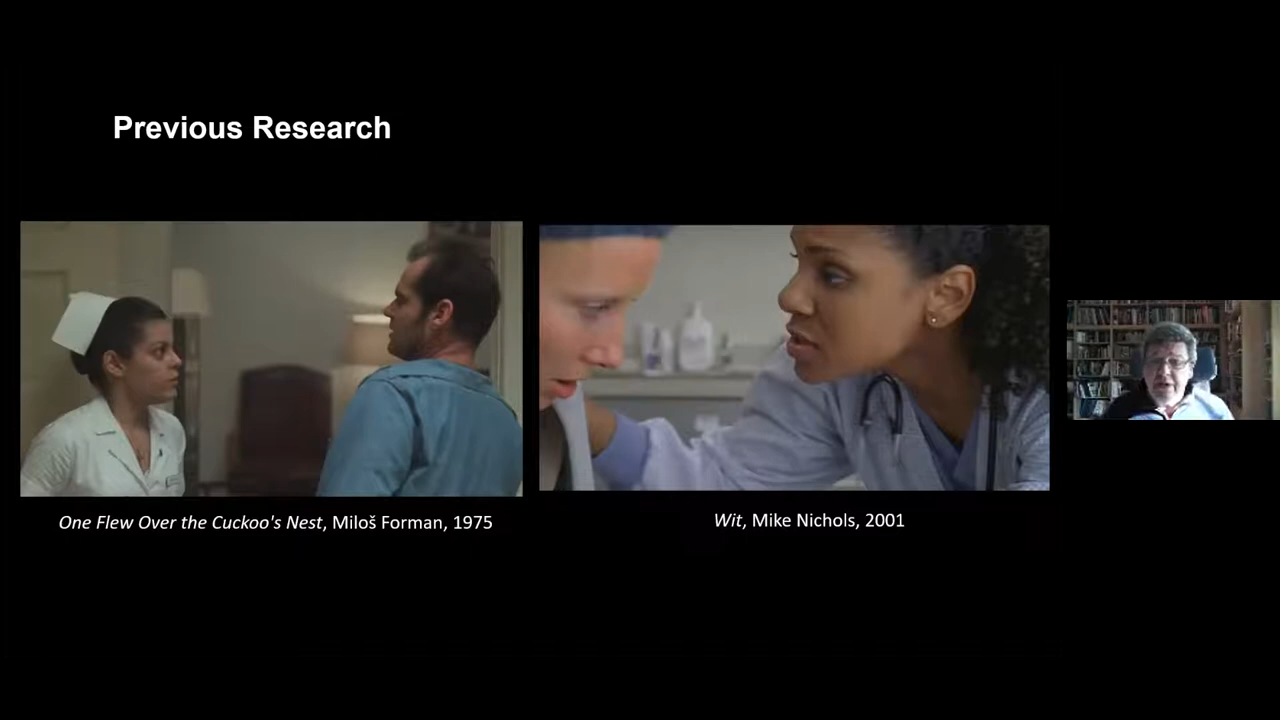 Previous Research
One Flew Over the Cuckoo's Nest, Miloš Forman, 1975
Wit, Mike Nichols, 2001